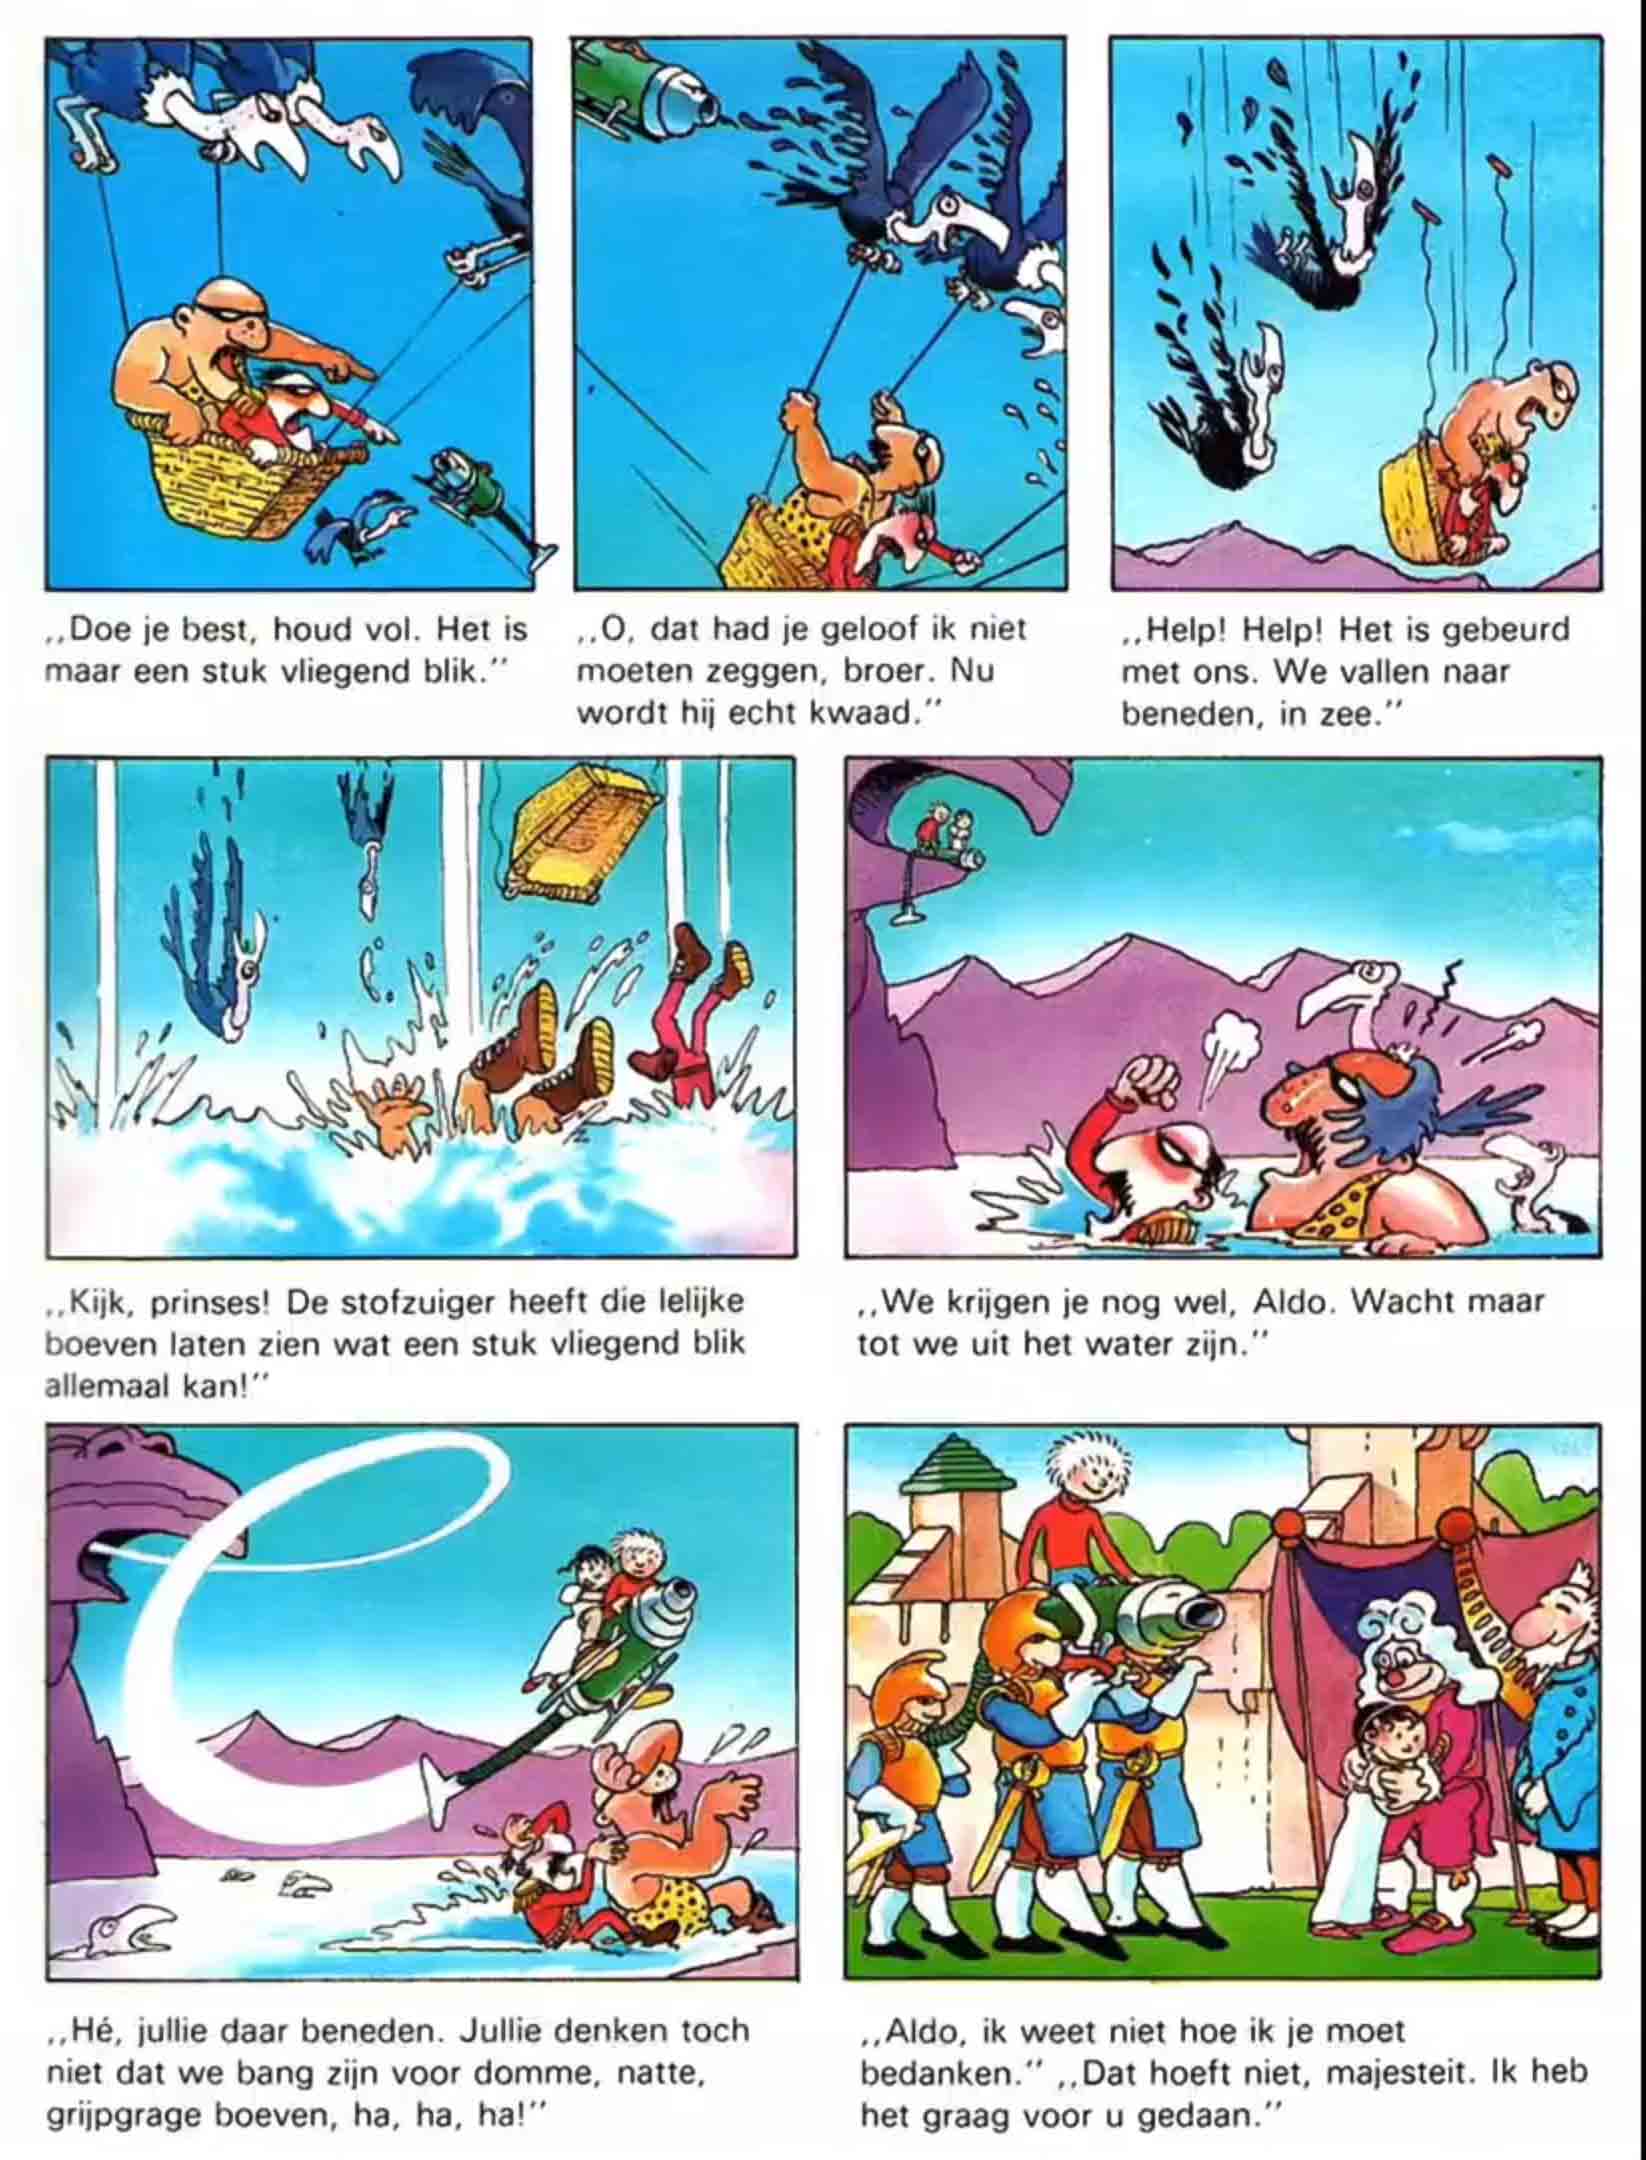 ,,Doe je best, houd vol. Het is
maar een stuk vliegend blik.’’
,,O, dat had je geloof ik niet
moeten zeggen, broer. Nu
wordt hij echt kwaad.’’
,,Help! Help! Het is gebeurd
met ons. We vallen naar
beneden, in zee.’’
,,Kijk, prinses! De stofzuiger heeft die lelijke
boeven laten zien wat een stuk vliegend blik
allemaal kan!’’
,,We krijgen je nog wel, Aldo. Wacht maar
tot we uit het water zijn.’’
,,Hé, jullie daar beneden. Jullie denken toch
niet dat we bang zijn voor domme, natte,
grijpgrage boeven, ha, ha, ha!’’
,,Aldo, ik weet niet hoe ik je moet
bedanken.’’ ,,Dat hoeft niet, majesteit. Ik heb
het graag voor u gedaan.’’